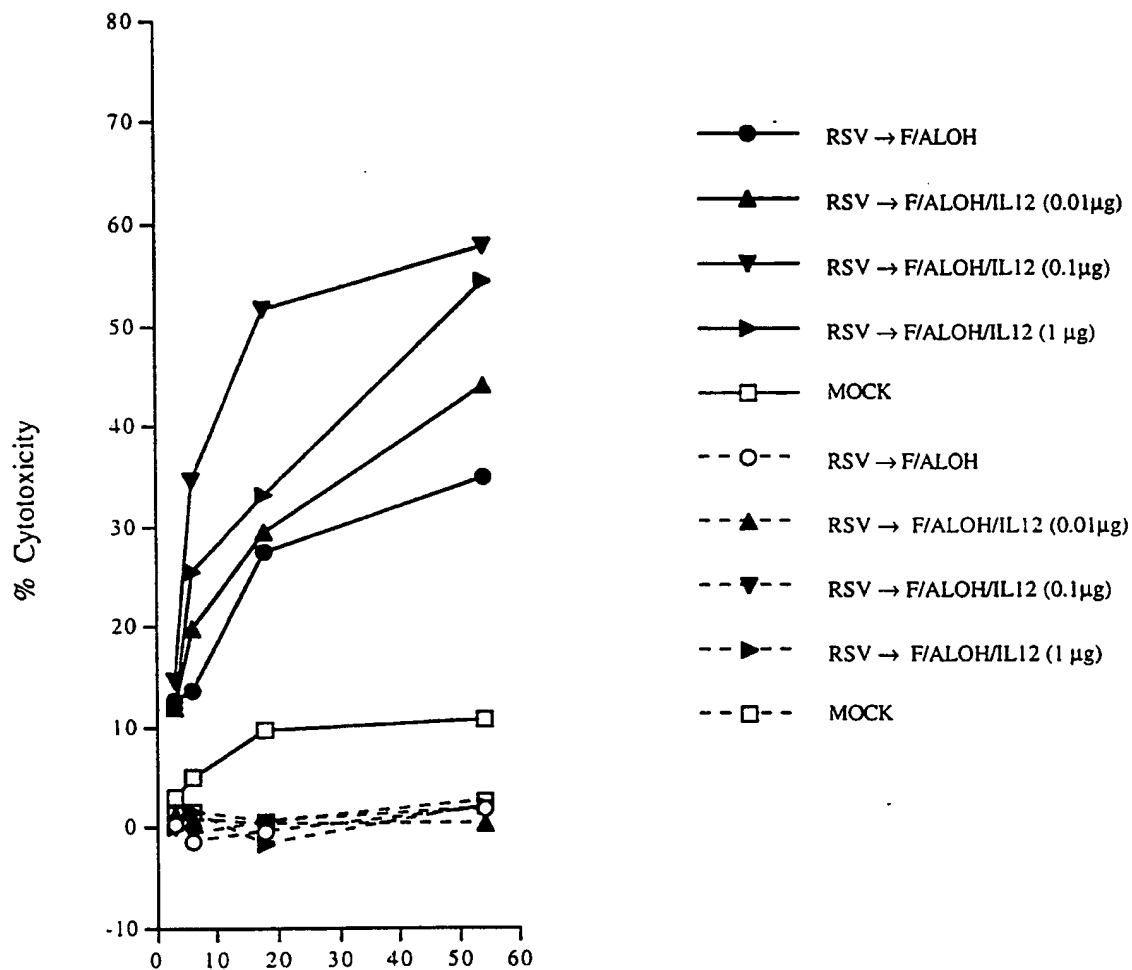 80
70
60
50
40
30
20
10
0
-10
% Cytotoxicity
0 10 20 30 40 50 60
RSV → F/ALOH
RSV → F/ALOH/IL12 (0.01µg)
RSV → F/ALOH/IL12 (0.1µg)
RSV → F/ALOH/IL12 (1 µg)
MOCK
RSV → F/ALOH
RSV → F/ALOH/IL12 (0.01µg)
RSV → F/ALOH/IL12 (0.1µg)
RSV → F/ALOH/IL12 (1 µg)
MOCK